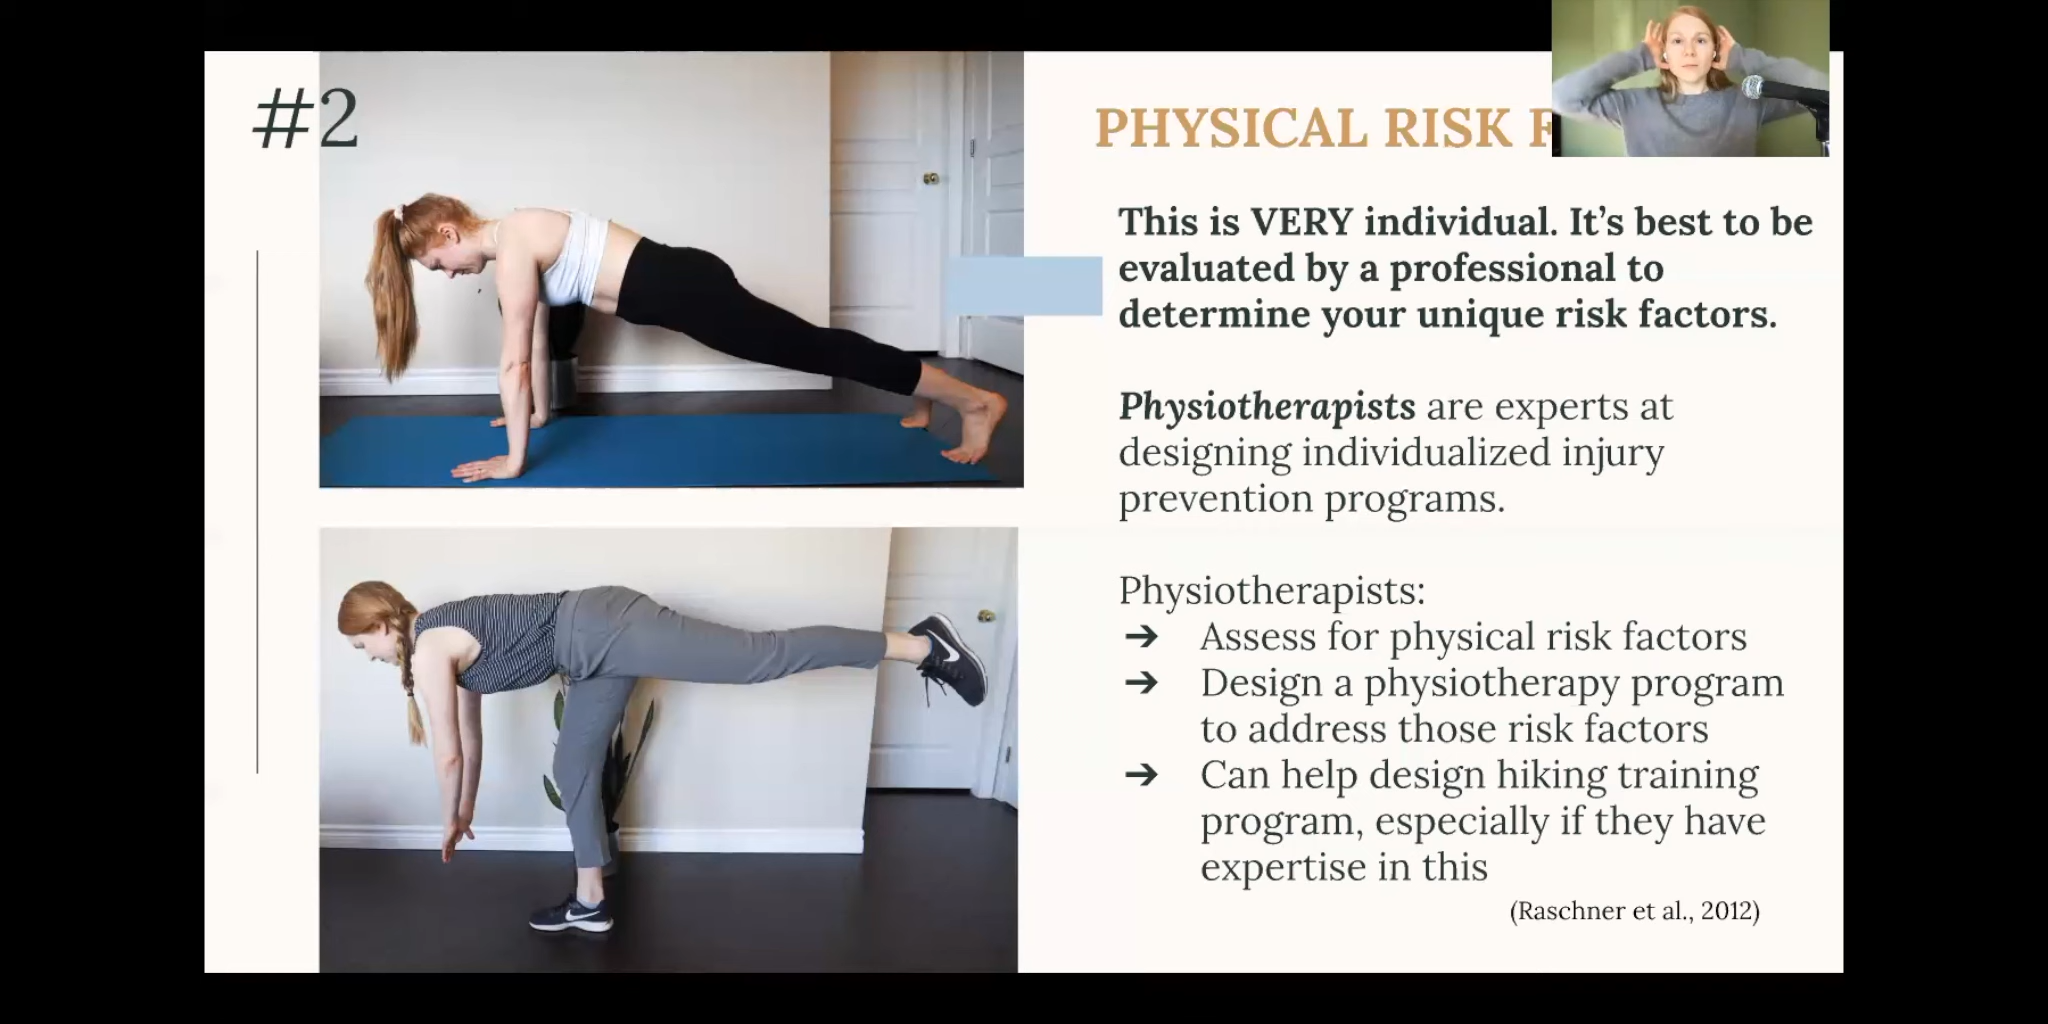 #2
PHYSICAL RISK
This is VERY individual. It’s best to be
evaluated by a professional to
determine your unique risk factors.
Physiotherapists are experts at
designing individualized injury
prevention programs.
Physiotherapists:
➔ Assess for physical risk factors
➔ Design a physiotherapy program
to address those risk factors
➔ Can help design hiking training
program, especially if they have
expertise in this
(Raschner et al., 2012)